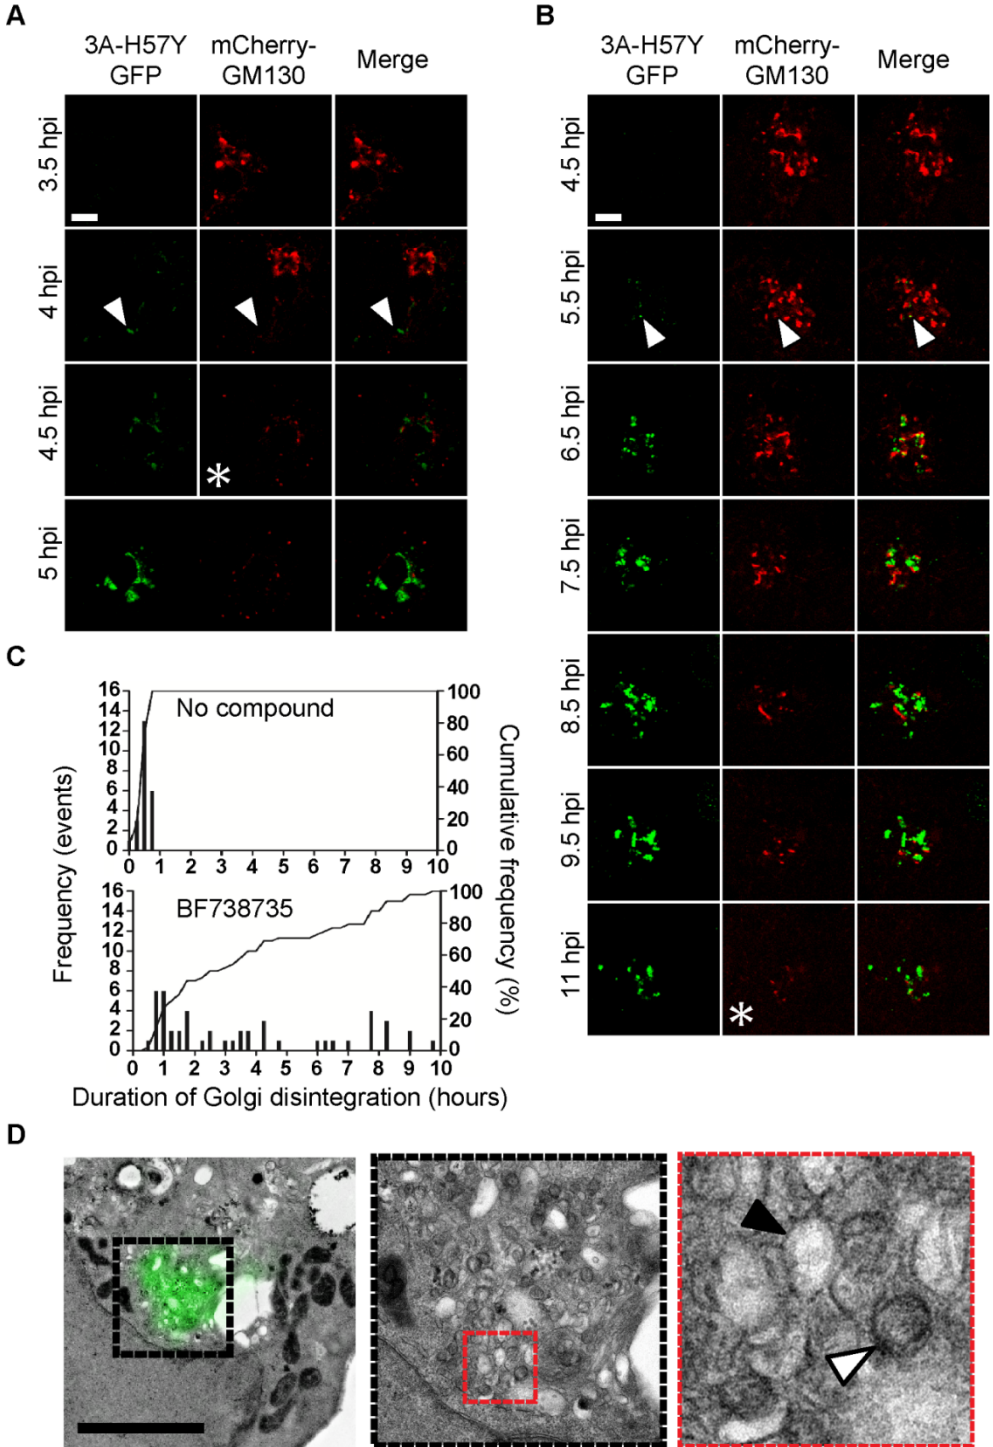 A
3A-H57Y
GFP
mCherry-
GM130
Merge
3.5 hpi
4 hpi
4.5 hpi
*
5 hpi
B
3A-H57Y
GFP
mCherry-
GM130
Merge
4.5 hpi
5.5 hpi
6.5 hpi
7.5 hpi
8.5 hpi
9.5 hpi
11 hpi
*
C
Frequency (events)
Cumulative frequency (%)
No compound
16
14
12
10
8
6
4
2
0
100
80
60
40
20
0
0 1 2 3 4 5 6 7 8 9 10
BF738735
16
14
12
10
8
6
4
2
0
100
80
60
40
20
0
0 1 2 3 4 5 6 7 8 9 10
Duration of Golgi disintegration (hours)
D